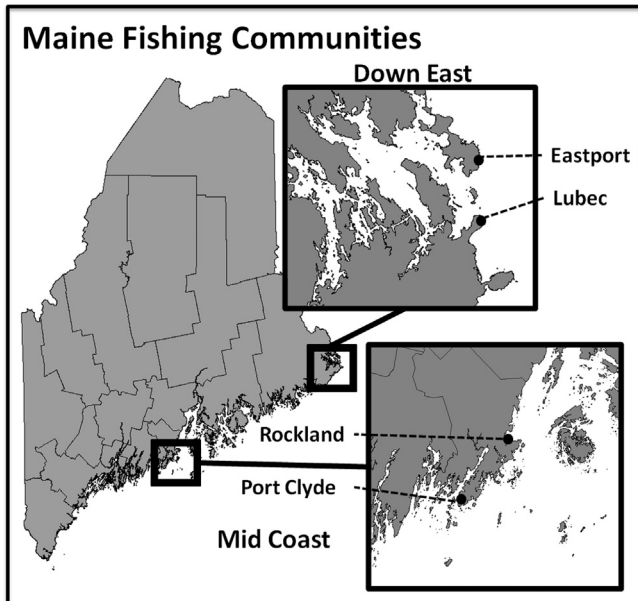 Maine Fishing Communities
Down East
Eastport
Lubec
Rockland
Port Clyde
Mid Coast